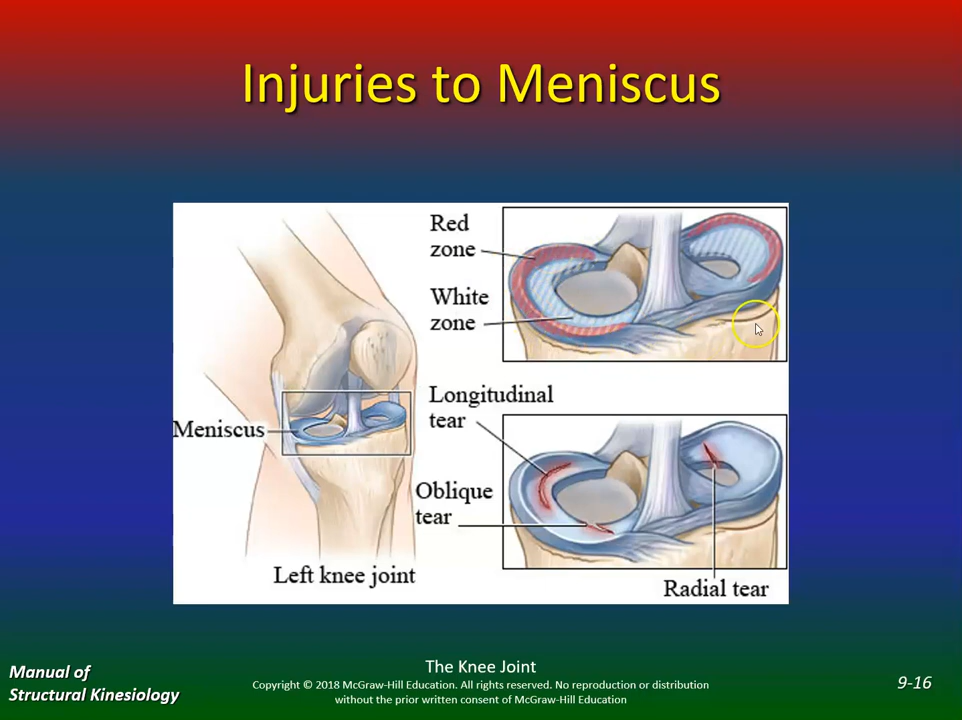 Injuries to Meniscus
Red
zone
White
zone
Longitudinal
tear
Meniscus
Oblique
tear
Left knee joint
Radial tear
Manual of
Structural Kinesiology
The Knee Joint
Copyright © 2018 McGraw-Hill Education. All rights reserved. No reproduction or distribution
without the prior written consent of McGraw-Hill Education
9-16